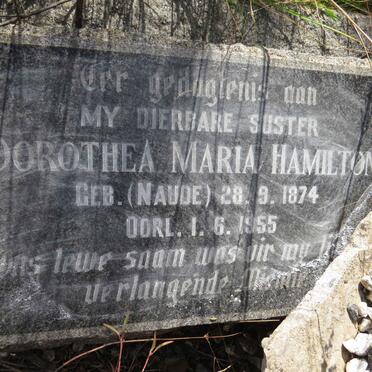 Ter gedagtenis aan
MY DIERBARE SUSTER
DOROTHEA MARIA HAMILTON
GEB. (NAUDE) 28. 9. 1874
OORL. 1. 6. 1955
Ons lewe saam was vir my
verlangende